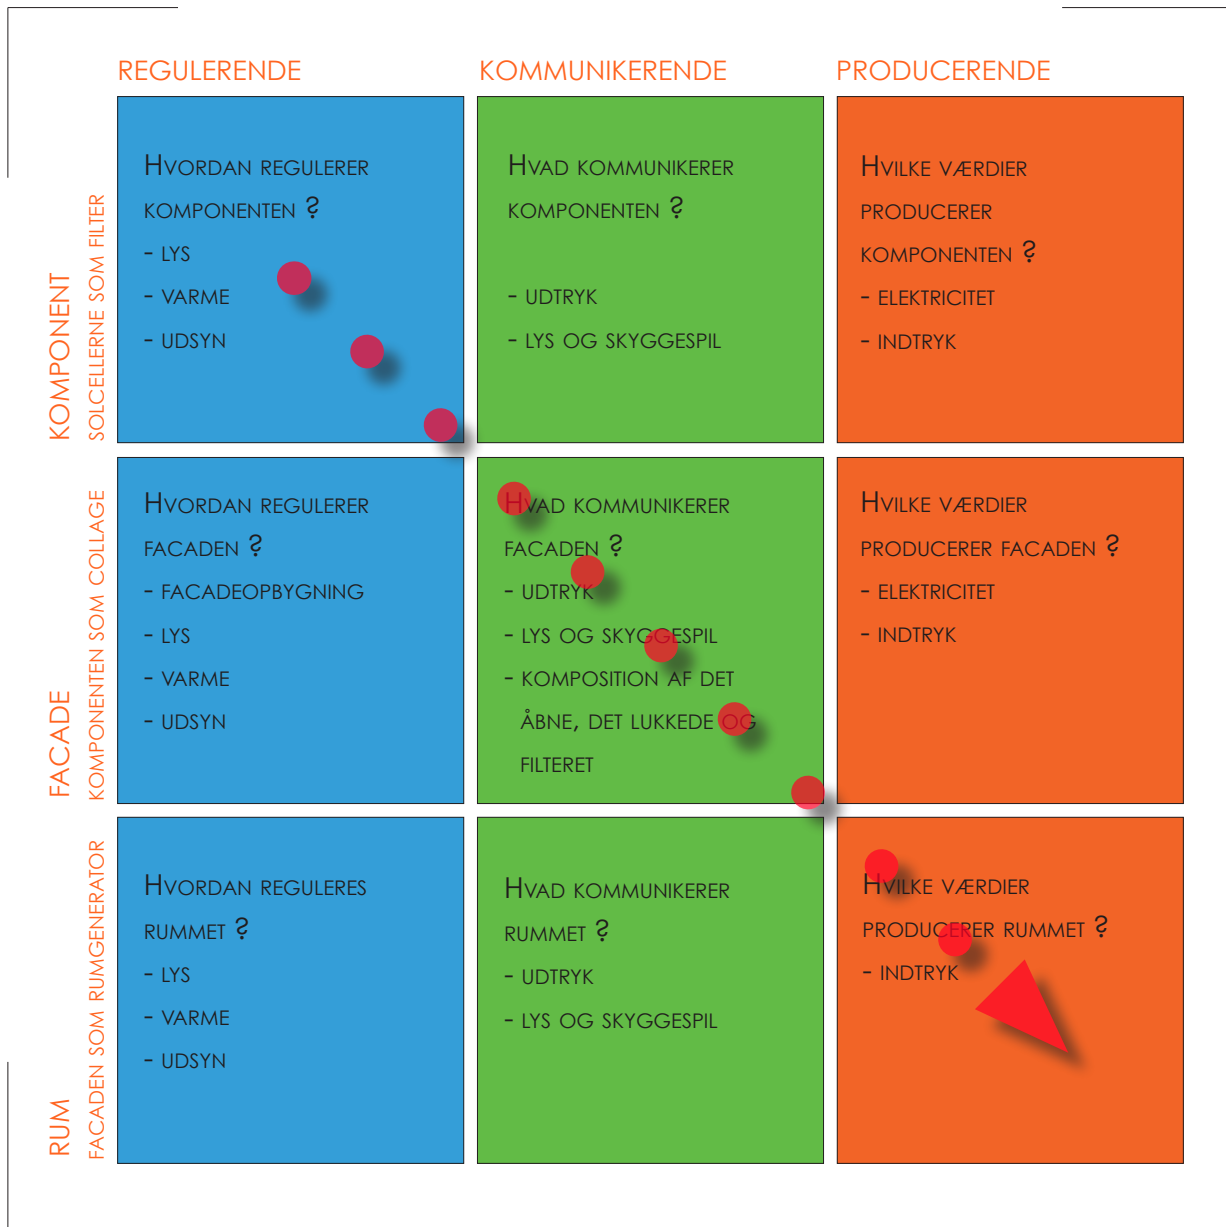 REGULERENDE
KOMMUNIKERENDE
PRODUCERENDE
KOMPONENT
SOLCELLERNE SOM FILTER
HVORDAN REGULERER
KOMPONENTEN ?
- LYS
- VARME
- UDSYN
HVAD KOMMUNIKERER
KOMPONENTEN ?
- UDTRYK
- LYS OG SKYGGESPIL
HVILKE VÆRDIER
PRODUCERER
KOMPONENTEN ?
- ELEKTRICITET
- INDTRYK
FACADE
KOMPONENTEN SOM COLLAGE
HVORDAN REGULERER
FACADEN ?
- FACADEOPBYGNING
- LYS
- VARME
- UDSYN
HVAD KOMMUNIKERER
FACADEN ?
- UDTRYK
- LYS OG SKYGGESPIL
- KOMPOSITION AF DET
ÅBNE, DET LUKKEDE OG
FILTERET
HVILKE VÆRDIER
PRODUCERER FACADEN ?
- ELEKTRICITET
- INDTRYK
RUM
FACADEN SOM RUMGENERATOR
HVORDAN REGULERES
RUMMET ?
- LYS
- VARME
- UDSYN
HVAD KOMMUNIKERER
RUMMET ?
- UDTRYK
- LYS OG SKYGGESPIL
HVILKE VÆRDIER
PRODUCERER RUMMET ?
- INDTRYK